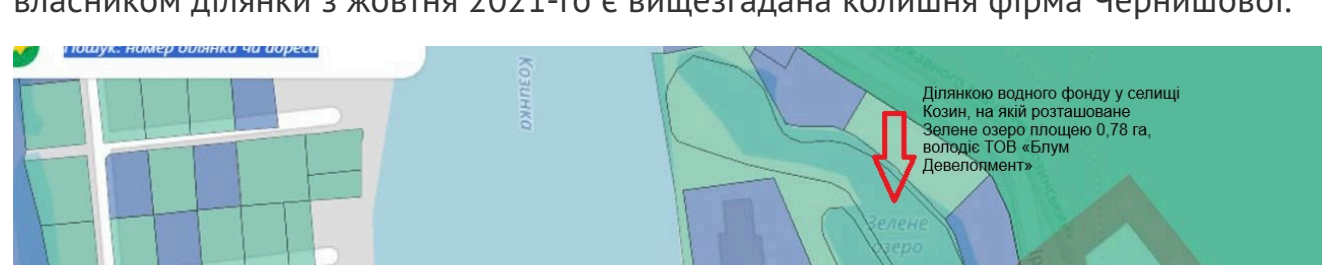 власником ділянки з жовтня 2021-го є вищезгадана колишня фірма Чернишової.
Пошук: номер ділянки чи адреса
Козинка
Ділянкою водного фонду у селищі
Козин, на якій розташоване
Зелене озеро площею 0,78 га,
володіє ТОВ «Блум
Девелопмент»
Зелене
озеро